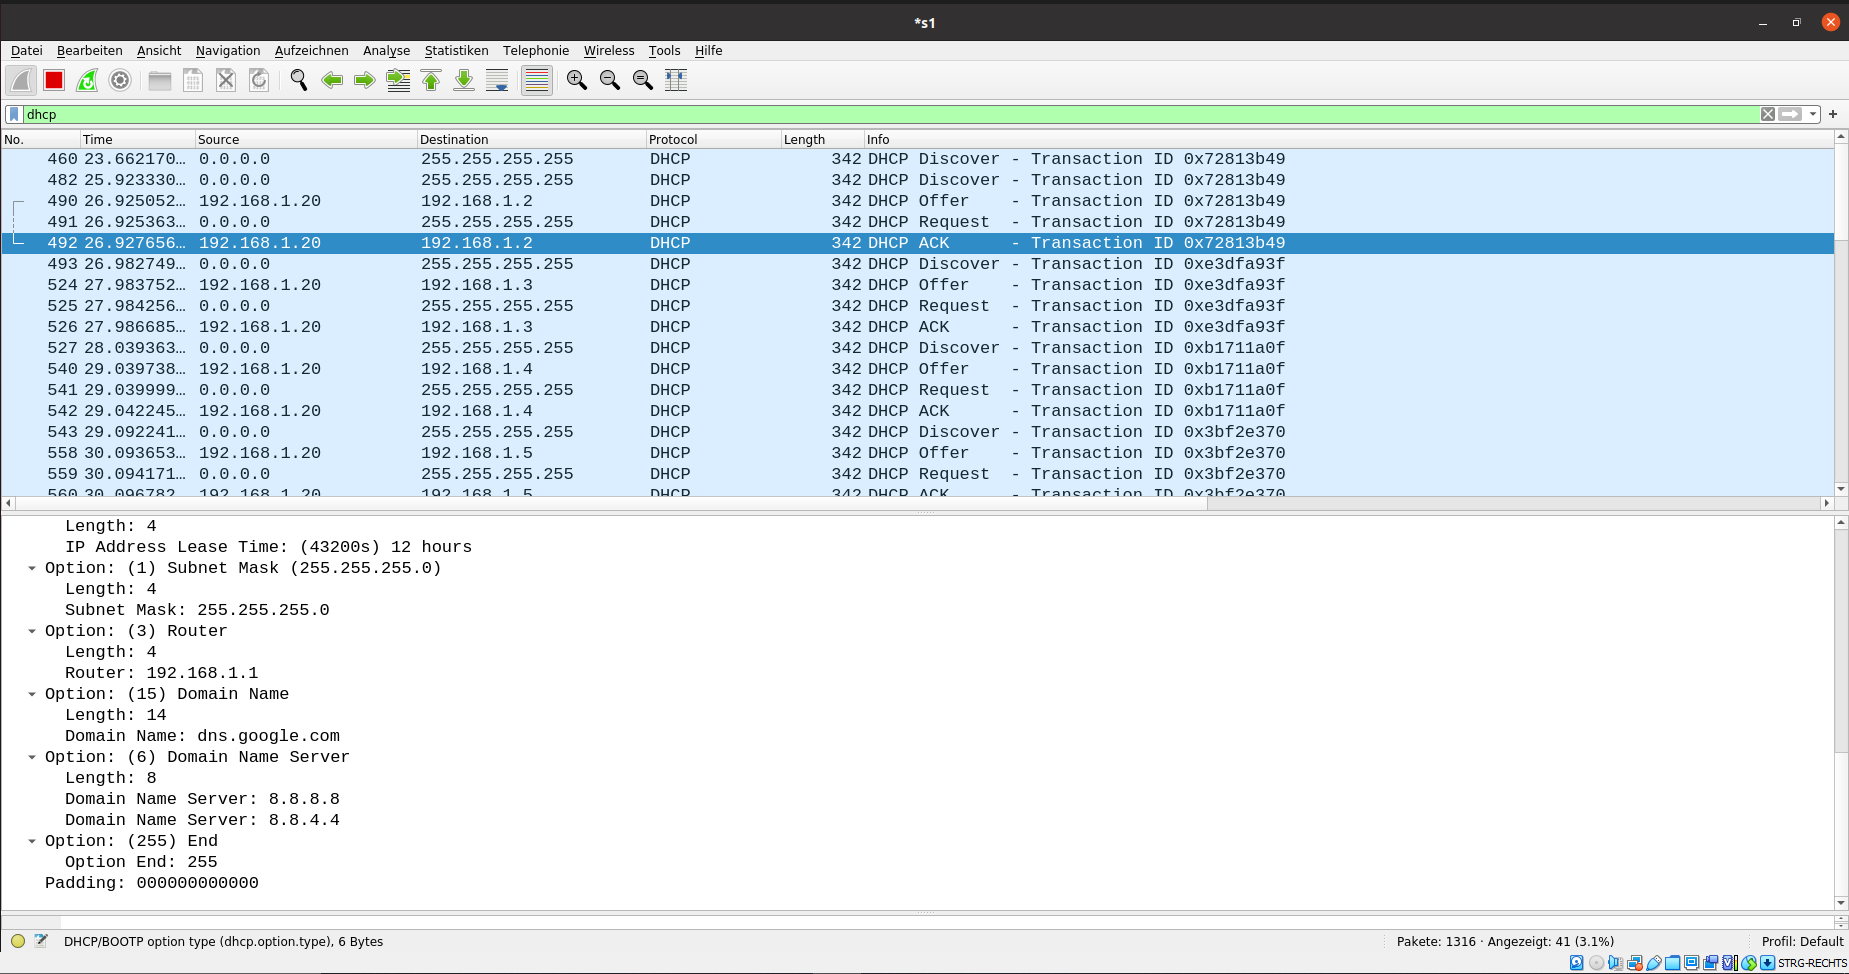 *s1
Datei Bearbeiten Ansicht Navigation Aufzeichnen Analyse Statistiken Telephonie Wireless Tools Hilfe
dhcp
No. Time Source Destination Protocol Length Info
460 23.662170… 0.0.0.0 255.255.255.255 DHCP 342 DHCP Discover - Transaction ID 0x72813b49
482 25.923330… 0.0.0.0 255.255.255.255 DHCP 342 DHCP Discover - Transaction ID 0x72813b49
490 26.925052… 192.168.1.20 192.168.1.2 DHCP 342 DHCP Offer - Transaction ID 0x72813b49
491 26.925363… 0.0.0.0 255.255.255.255 DHCP 342 DHCP Request - Transaction ID 0x72813b49
492 26.927656… 192.168.1.20 192.168.1.2 DHCP 342 DHCP ACK - Transaction ID 0x72813b49
493 26.982749… 0.0.0.0 255.255.255.255 DHCP 342 DHCP Discover - Transaction ID 0xe3dfa93f
524 27.983752… 192.168.1.20 192.168.1.3 DHCP 342 DHCP Offer - Transaction ID 0xe3dfa93f
525 27.984256… 0.0.0.0 255.255.255.255 DHCP 342 DHCP Request - Transaction ID 0xe3dfa93f
526 27.986685… 192.168.1.20 192.168.1.3 DHCP 342 DHCP ACK - Transaction ID 0xe3dfa93f
527 28.039363… 0.0.0.0 255.255.255.255 DHCP 342 DHCP Discover - Transaction ID 0xb1711a0f
540 29.039738… 192.168.1.20 192.168.1.4 DHCP 342 DHCP Offer - Transaction ID 0xb1711a0f
541 29.039999… 0.0.0.0 255.255.255.255 DHCP 342 DHCP Request - Transaction ID 0xb1711a0f
542 29.042245… 192.168.1.20 192.168.1.4 DHCP 342 DHCP ACK - Transaction ID 0xb1711a0f
543 29.092241… 0.0.0.0 255.255.255.255 DHCP 342 DHCP Discover - Transaction ID 0x3bf2e370
558 30.093653… 192.168.1.20 192.168.1.5 DHCP 342 DHCP Offer - Transaction ID 0x3bf2e370
559 30.094171… 0.0.0.0 255.255.255.255 DHCP 342 DHCP Request - Transaction ID 0x3bf2e370
560 30.096782… 192.168.1.20 192.168.1.5 DHCP 342 DHCP ACK - Transaction ID 0x3bf2e370
Length: 4
IP Address Lease Time: (43200s) 12 hours
Option: (1) Subnet Mask (255.255.255.0)
Length: 4
Subnet Mask: 255.255.255.0
Option: (3) Router
Length: 4
Router: 192.168.1.1
Option: (15) Domain Name
Length: 14
Domain Name: dns.google.com
Option: (6) Domain Name Server
Length: 8
Domain Name Server: 8.8.8.8
Domain Name Server: 8.8.4.4
Option: (255) End
Option End: 255
Padding: 000000000000
DHCP/BOOTP option type (dhcp.option.type), 6 Bytes
Pakete: 1316 · Angezeigt: 41 (3.1%)
Profil: Default
STRG-RECHTS